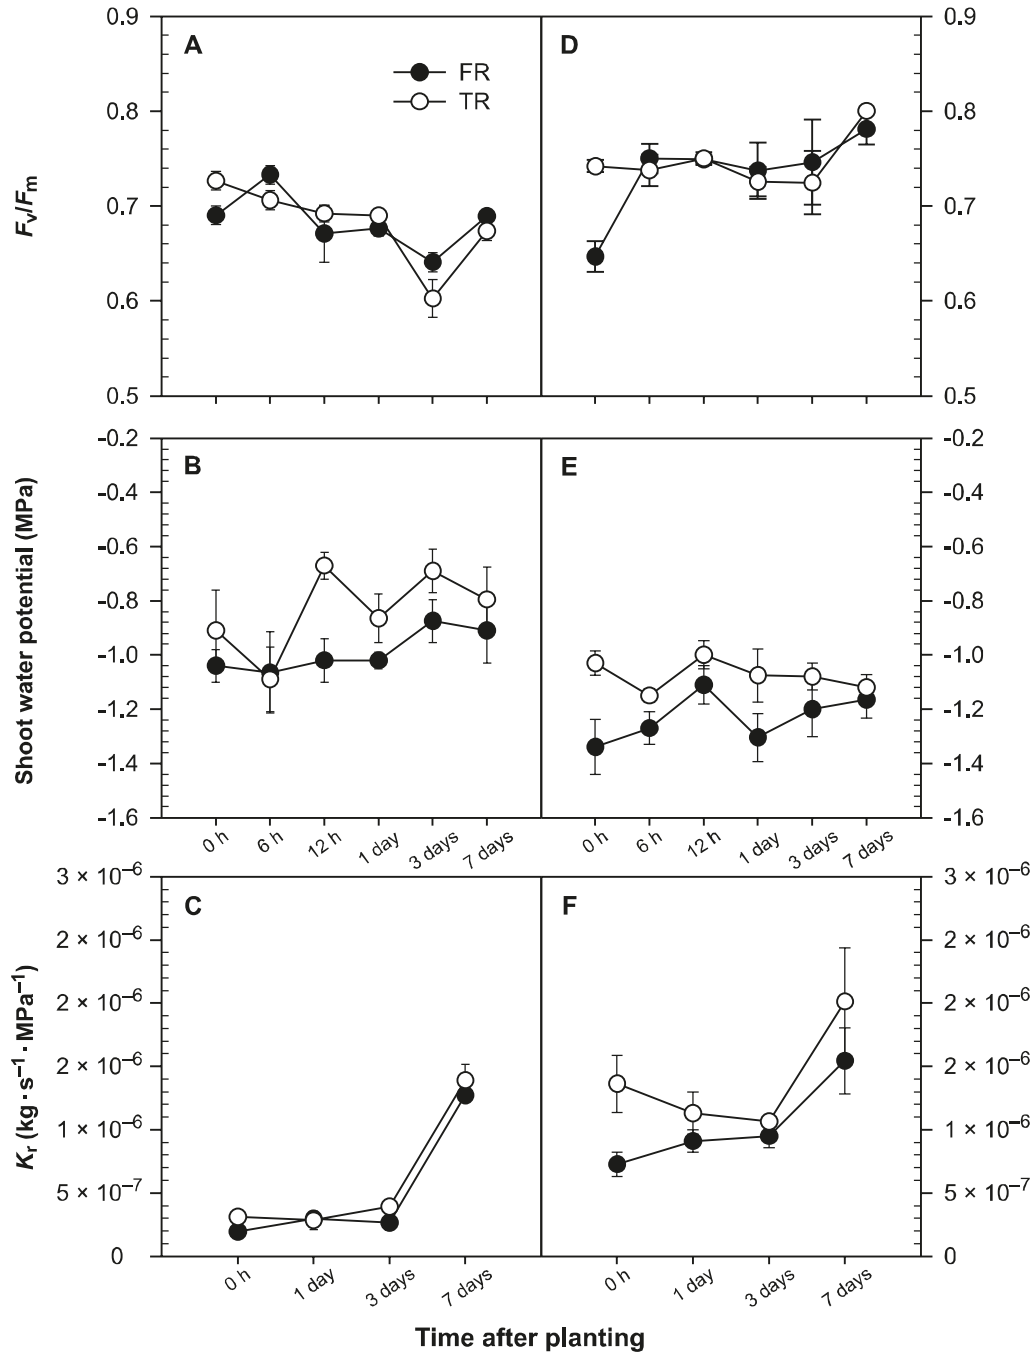 0.9
0.8
0.7
0.6
0.5
Fv/Fm
A
FR
TR
D
0.9
0.8
0.7
0.6
0.5
-0.2
-0.4
-0.6
-0.8
-1.0
-1.2
-1.4
-1.6
Shoot water potential (MPa)
B
0 h
6 h
12 h
1 day
3 days
7 days
E
0 h
6 h
12 h
1 day
3 days
7 days
-0.2
-0.4
-0.6
-0.8
-1.0
-1.2
-1.4
-1.6
3 × 10⁻⁶
2 × 10⁻⁶
2 × 10⁻⁶
2 × 10⁻⁶
1 × 10⁻⁶
5 × 10⁻⁷
0
Kr (kg · s⁻¹ · MPa⁻¹)
C
0 h
1 day
3 days
7 days
F
0 h
1 day
3 days
7 days
3 × 10⁻⁶
2 × 10⁻⁶
2 × 10⁻⁶
2 × 10⁻⁶
1 × 10⁻⁶
5 × 10⁻⁷
0
Time after planting